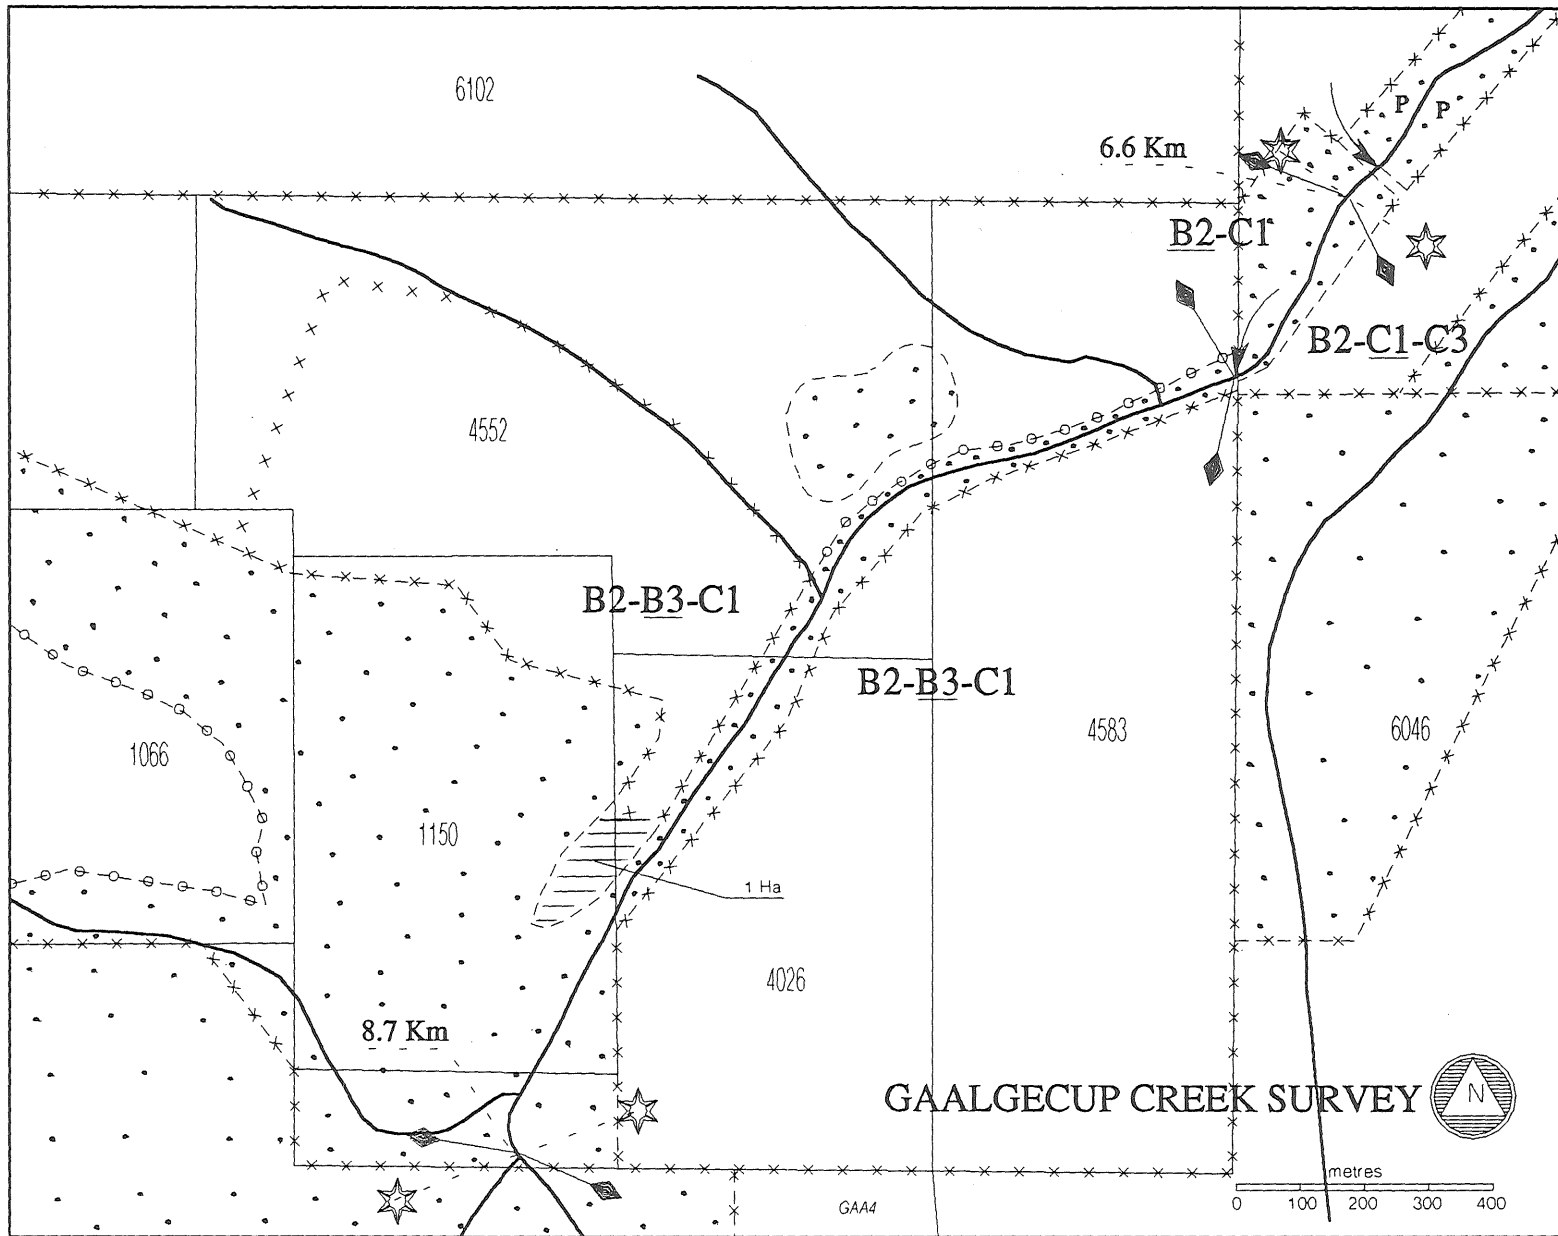 6102
P P
6.6 Km
B2-C1
B2-C1-C3
4552
B2-B3-C1
B2-B3-C1
1066
4583
6046
1150
1 Ha
4026
8.7 Km
GAALGECUP CREEK SURVEY
N
metres
0 100 200 300 400
GAA4